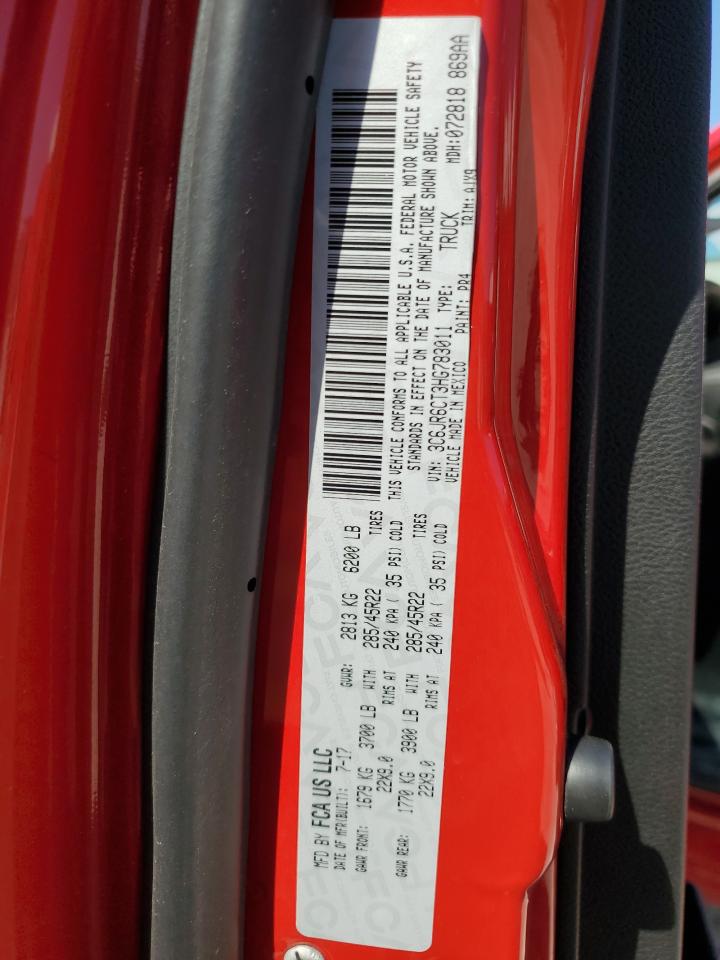 MFD BY FCA US LLC
DATE OF MFR(BUILT): 7-17 GVWR: 2813 KG 6200 LB
GAWR FRONT: 1679 KG 3700 LB WITH 285/45R22 TIRES
22X9.0 RIMS AT 240 KPA ( 35 PSI) COLD
GAWR REAR: 1770 KG 3900 LB WITH 285/45R22 TIRES
22X9.0 RIMS AT 240 KPA ( 35 PSI) COLD
THIS VEHICLE CONFORMS TO ALL APPLICABLE U.S.A. FEDERAL MOTOR VEHICLE SAFETY
STANDARDS IN EFFECT ON THE DATE OF MANUFACTURE SHOWN ABOVE.
VIN: 3C6JR6CT3HG783011 TYPE: TRUCK MDH:072818 869AA
VEHICLE MADE IN MEXICO PAINT: PR4 TRIM: AJX9